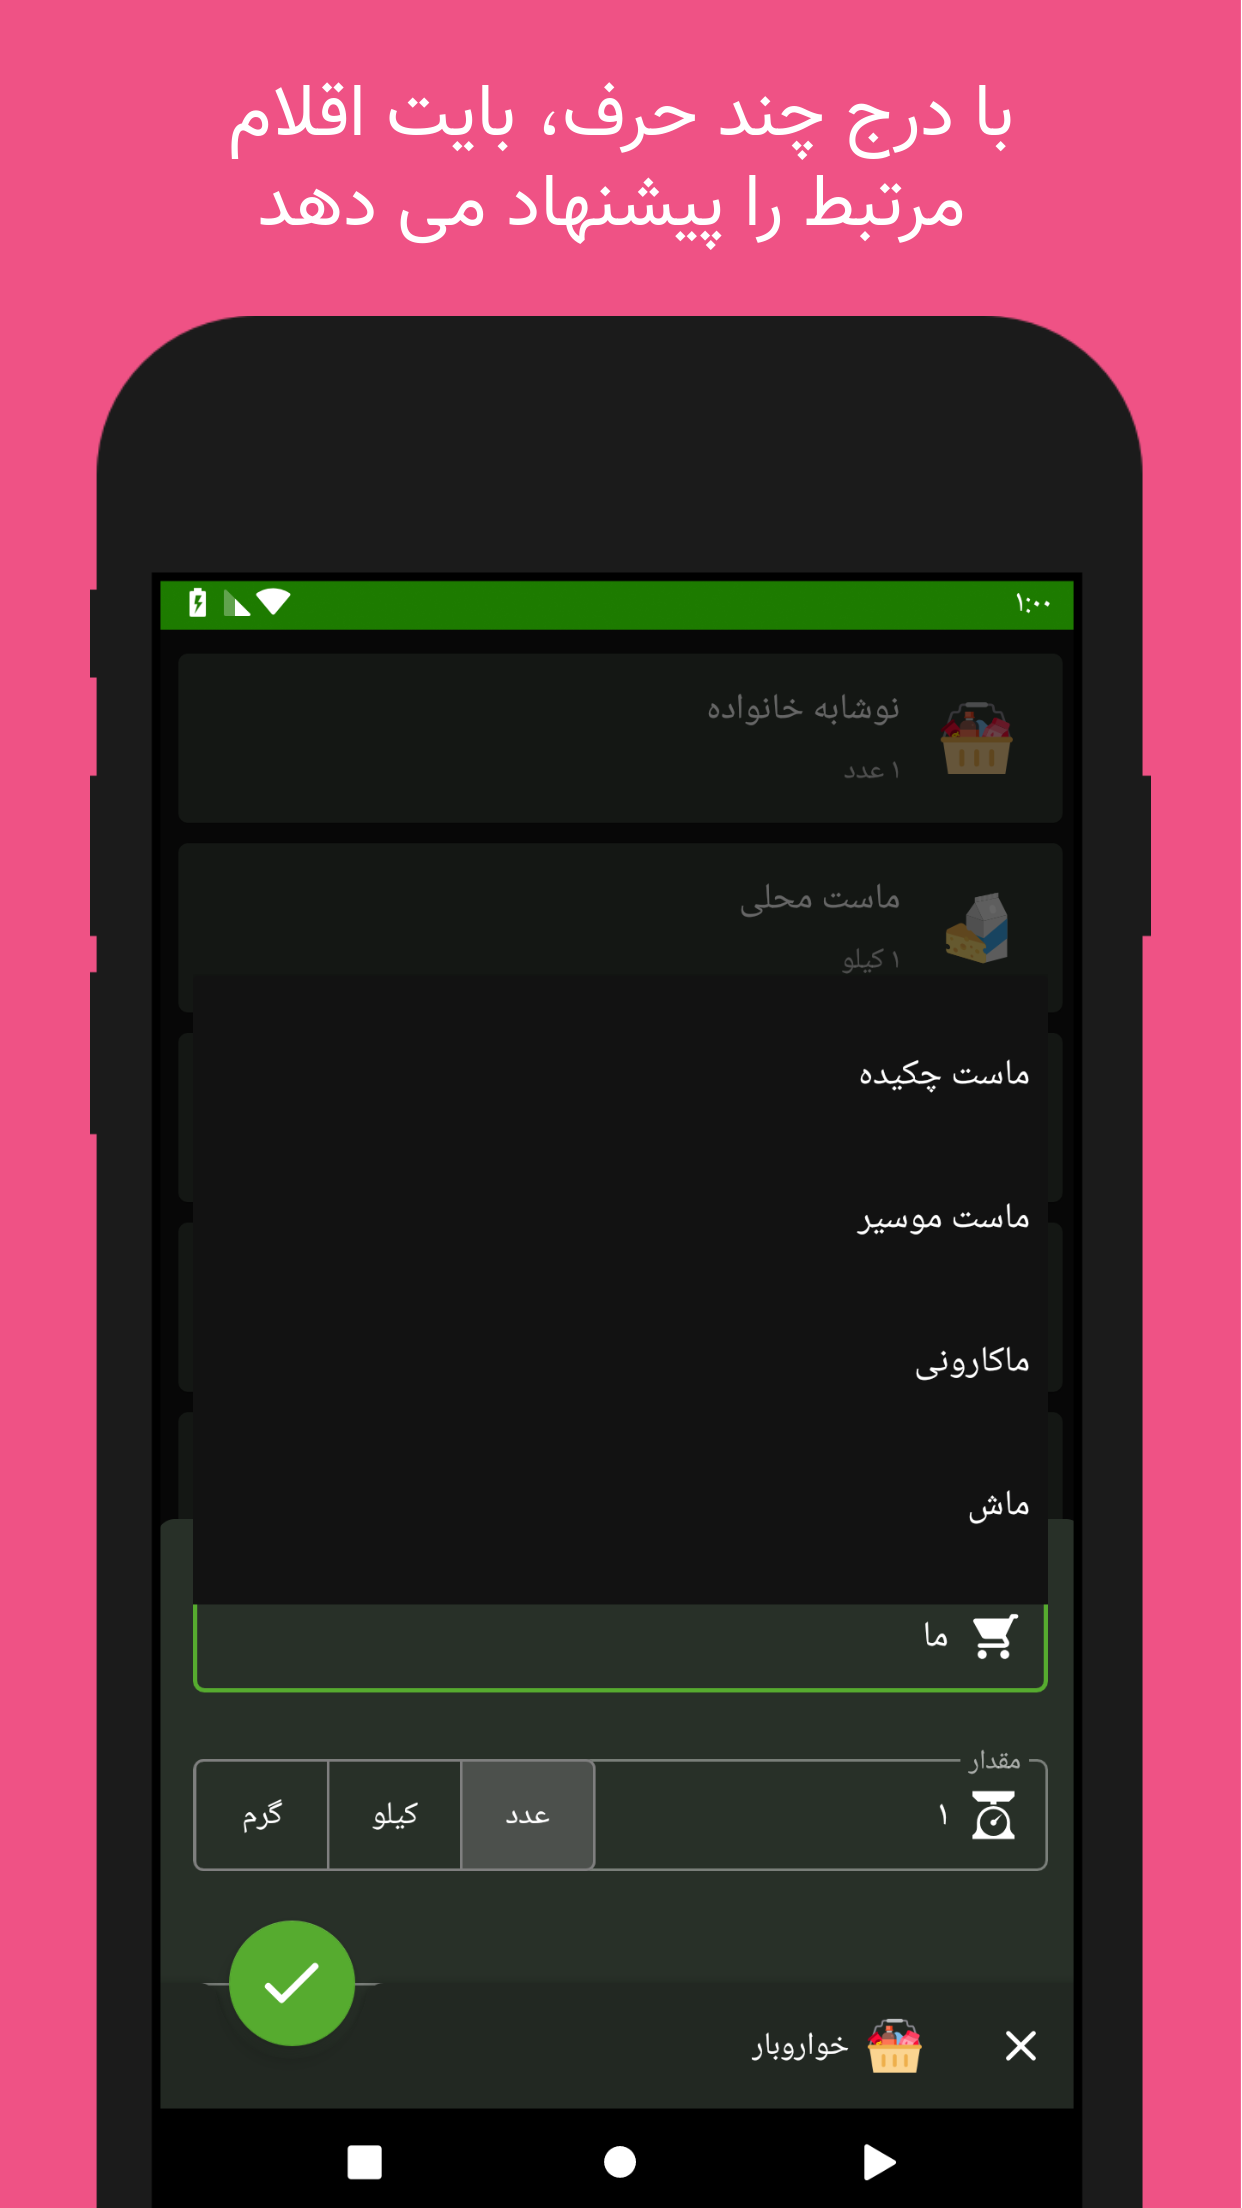 با درج چند حرف، بایت اقلام
مرتبط را پیشنهاد می دهد
۱:۰۰
نوشابه خانواده
۱ عدد
ماست محلی
۱ کیلو
ماست چکیده
ماست موسیر
ماکارونی
ماش
ما
مقدار
۱
عدد
کیلو
گرم
خواروبار